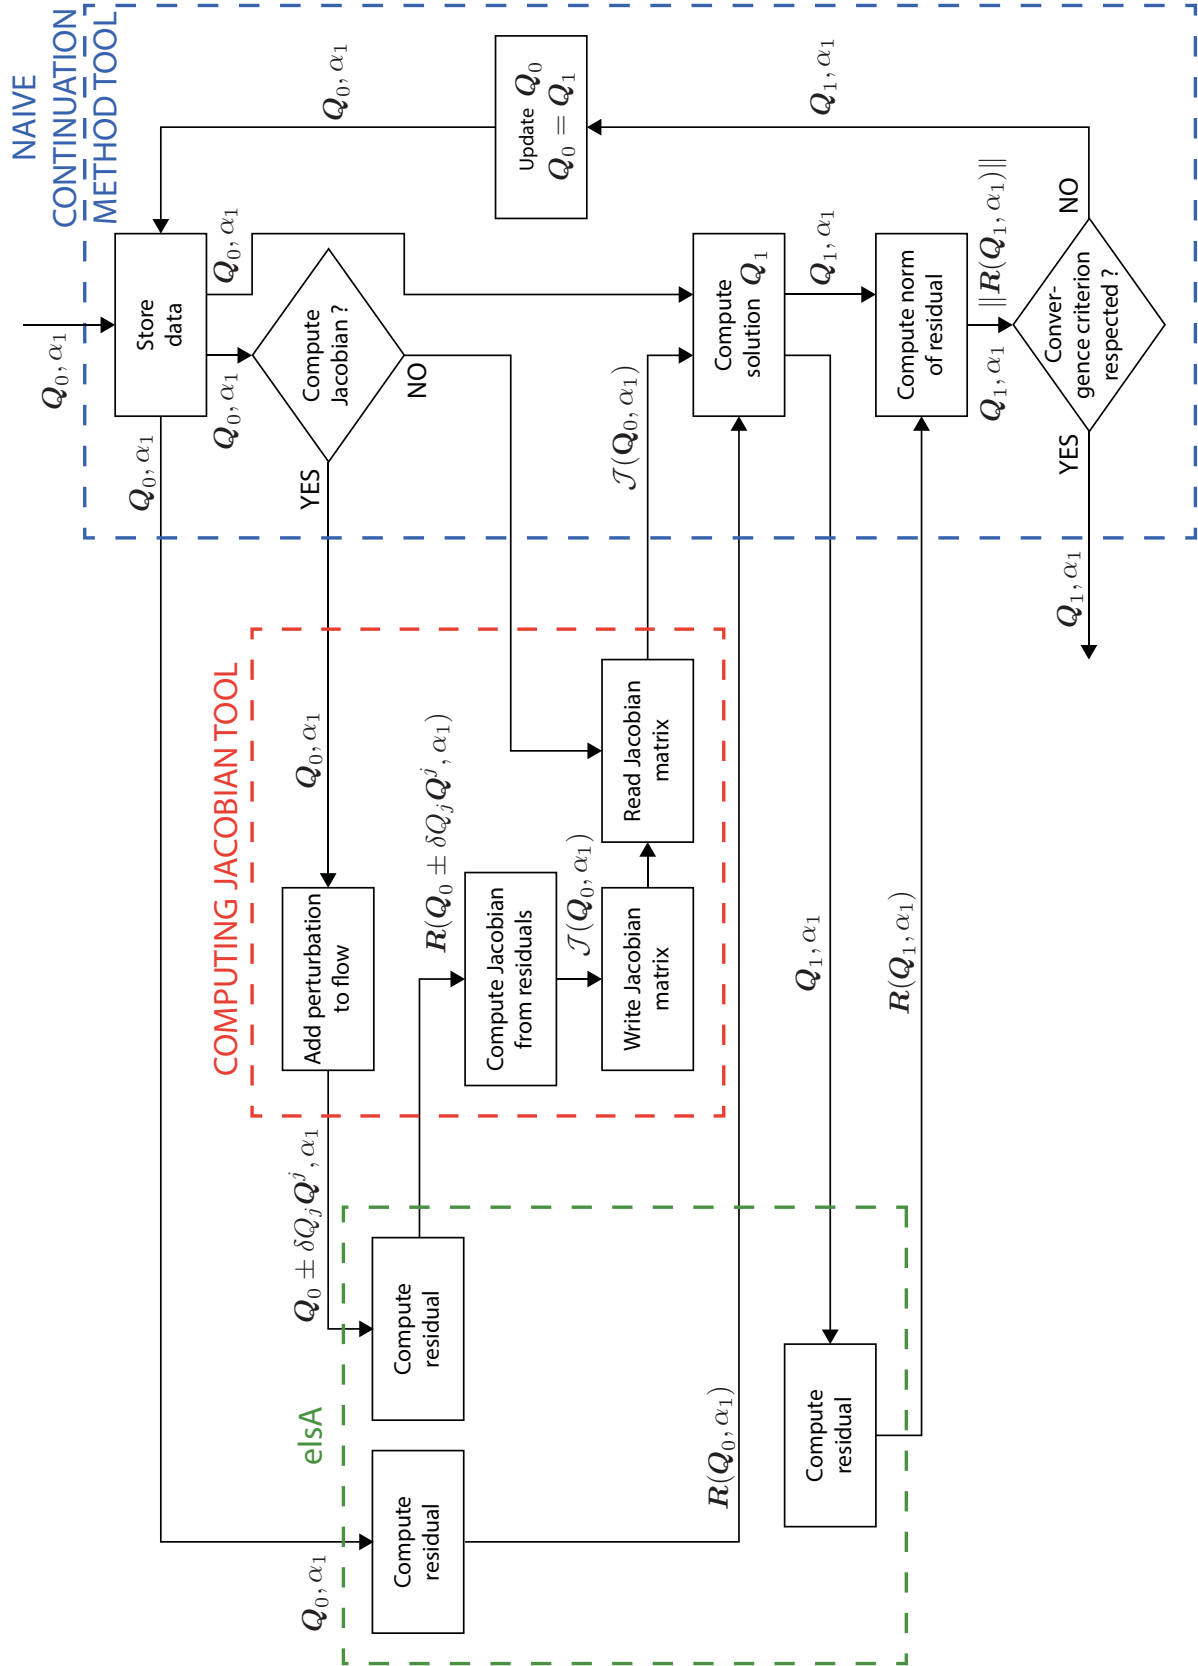 NAIVE
CONTINUATION
METHOD TOOL
COMPUTING JACOBIAN TOOL
elsA
Q₀, α₁
Store
data
Q₀, α₁
Q₀, α₁
Q₀, α₁
Q₀, α₁
Update Q₀
Q₀ = Q₁
Q₁, α₁
Compute
Jacobian ?
YES
NO
Q₀, α₁
Add perturbation
to flow
Q₀ ± δQⱼQʲ, α₁
Compute
residual
R(Q₀ ± δQⱼQʲ, α₁)
Compute Jacobian
from residuals
𝒥(Q₀, α₁)
Write Jacobian
matrix
Read Jacobian
matrix
𝒥(Q₀, α₁)
Q₀, α₁
Compute
residual
R(Q₀, α₁)
Compute
solution Q₁
Q₁, α₁
Q₁, α₁
Compute
residual
R(Q₁, α₁)
Compute norm
of residual
Q₁, α₁
‖R(Q₁, α₁)‖
Conver-
gence criterion
respected ?
YES
NO
Q₁, α₁